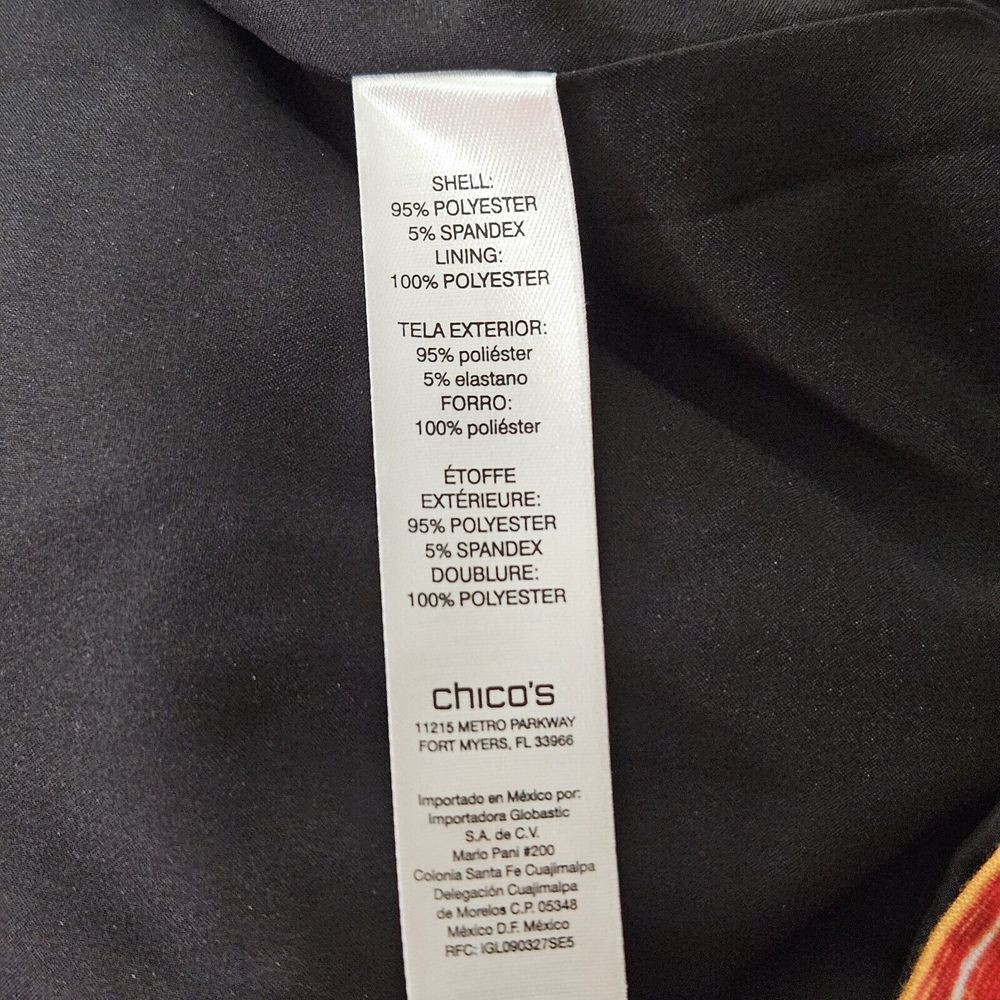 SHELL:
95% POLYESTER
5% SPANDEX
LINING:
100% POLYESTER
TELA EXTERIOR:
95% poliéster
5% elastano
FORRO:
100% poliéster
ÉTOFFE
EXTÉRIEURE:
95% POLYESTER
5% SPANDEX
DOUBLURE:
100% POLYESTER
chico's
11215 METRO PARKWAY
FORT MYERS, FL 33966
Importado en México por:
Importadora Globastic
S.A. de C.V.
Mario Pani #200
Colonia Santa Fe Cuajimalpa
Delegación Cuajimalpa
de Morelos C.P. 05348
México D.F. México
RFC: IGL090327SE5